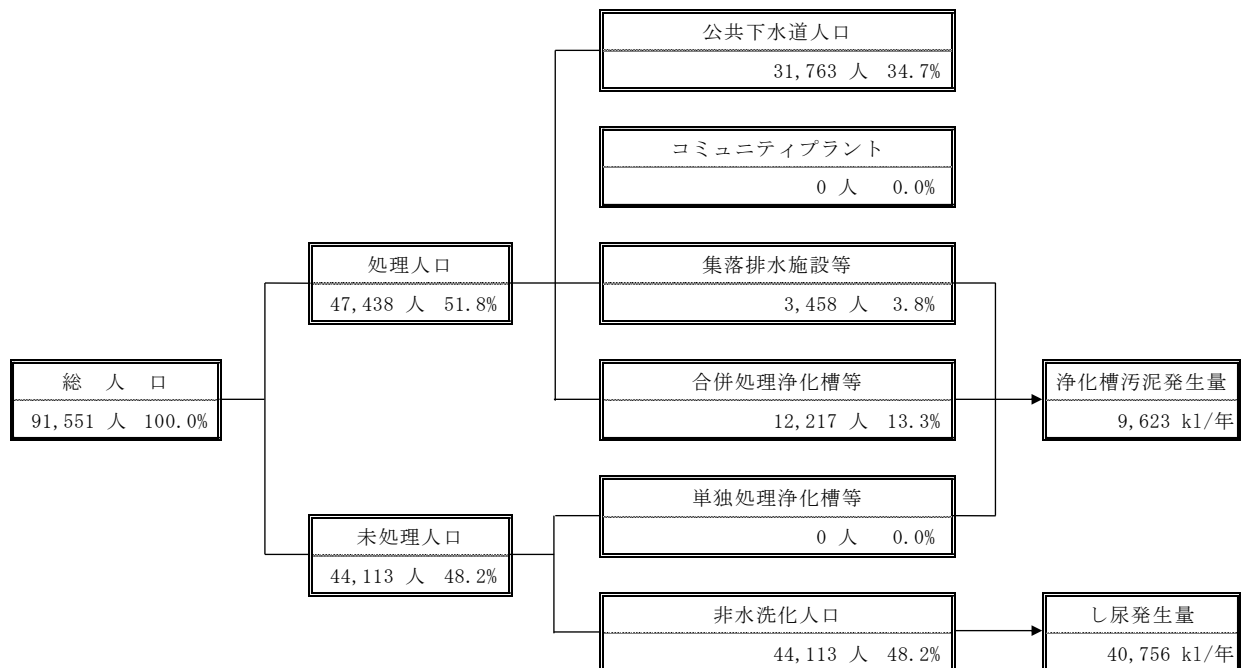 公共下水道人口
31,763 人 34.7%
コミュニティプラント
0 人 0.0%
処理人口
47,438 人 51.8%
集落排水施設等
3,458 人 3.8%
総 人 口
91,551 人 100.0%
合併処理浄化槽等
12,217 人 13.3%
浄化槽汚泥発生量
9,623 kl/年
単独処理浄化槽等
0 人 0.0%
未処理人口
44,113 人 48.2%
非水洗化人口
44,113 人 48.2%
し尿発生量
40,756 kl/年